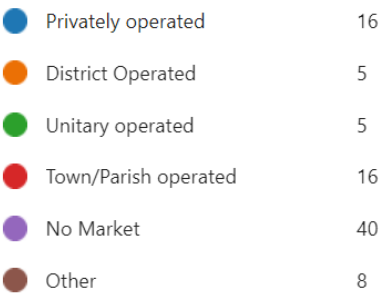 Privately operated 16
District Operated 5
Unitary operated 5
Town/Parish operated 16
No Market 40
Other 8